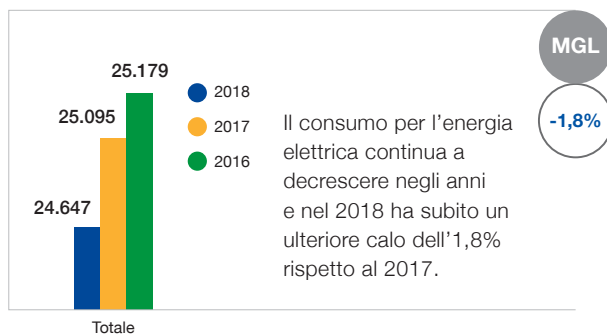 MGL
-1,8%
25.179
25.095
24.647
2018
2017
2016
Totale
Il consumo per l'energia
elettrica continua a
decrescere negli anni
e nel 2018 ha subito un
ulteriore calo dell'1,8%
rispetto al 2017.